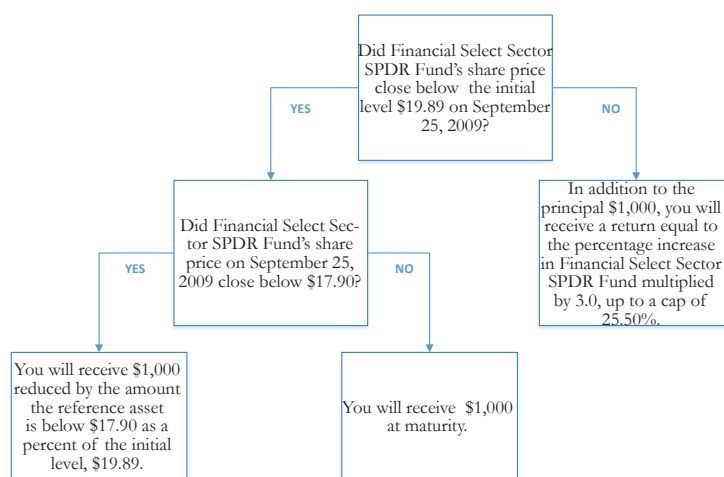 Did Financial Select Sector
SPDR Fund's share price
close below the initial
level $19.89 on September
25, 2009?
YES
NO
Did Financial Select Sec-
tor SPDR Fund's share
price on September 25,
2009 close below $17.90?
In addition to the
principal $1,000, you will
receive a return equal to
the percentage increase
in Financial Select Sector
SPDR Fund multiplied
by 3.0, up to a cap of
25.50%.
YES
NO
You will receive $1,000
reduced by the amount
the reference asset
is below $17.90 as a
percent of the initial
level, $19.89.
You will receive $1,000
at maturity.